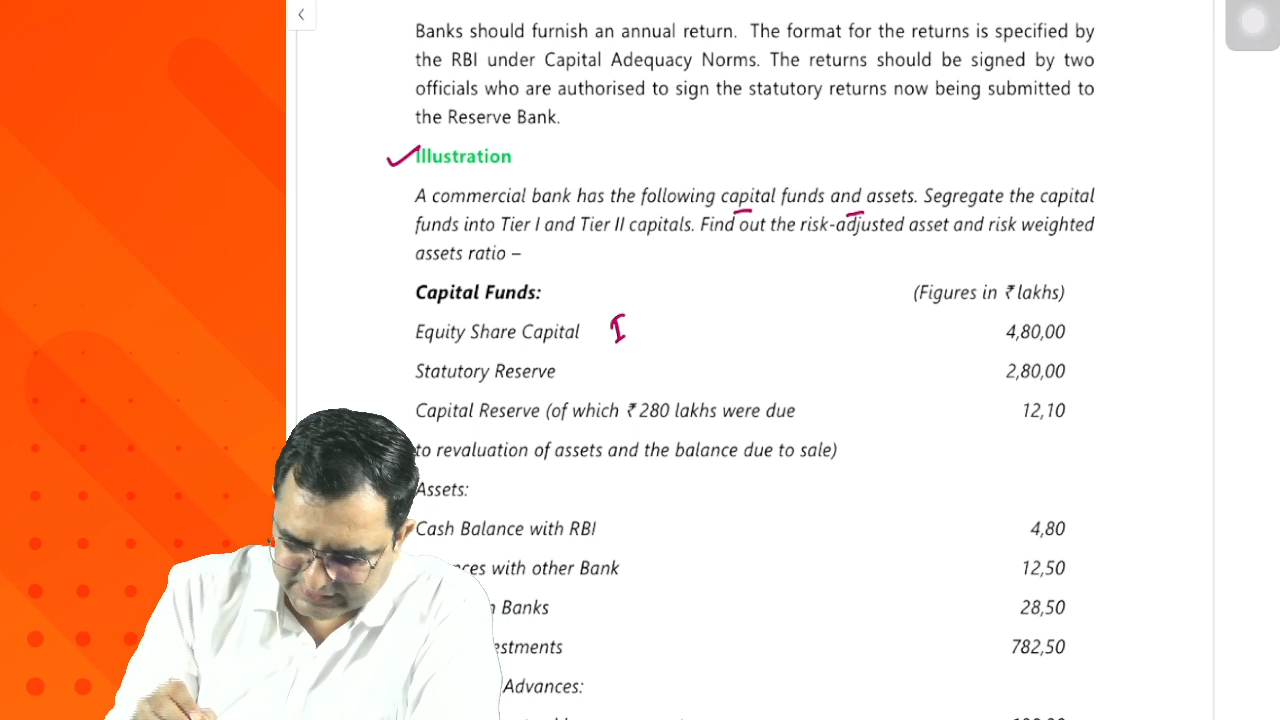 Banks should furnish an annual return. The format for the returns is specified by
the RBI under Capital Adequacy Norms. The returns should be signed by two
officials who are authorised to sign the statutory returns now being submitted to
the Reserve Bank.
Illustration
A commercial bank has the following capital funds and assets. Segregate the capital
funds into Tier I and Tier II capitals. Find out the risk-adjusted asset and risk weighted
assets ratio –
Capital Funds: (Figures in ₹ lakhs)
Equity Share Capital I 4,80,00
Statutory Reserve 2,80,00
Capital Reserve (of which ₹ 280 lakhs were due 12,10
to revaluation of assets and the balance due to sale)
Assets:
Cash Balance with RBI 4,80
with other Bank 12,50
Banks 28,50
782,50
Advances: